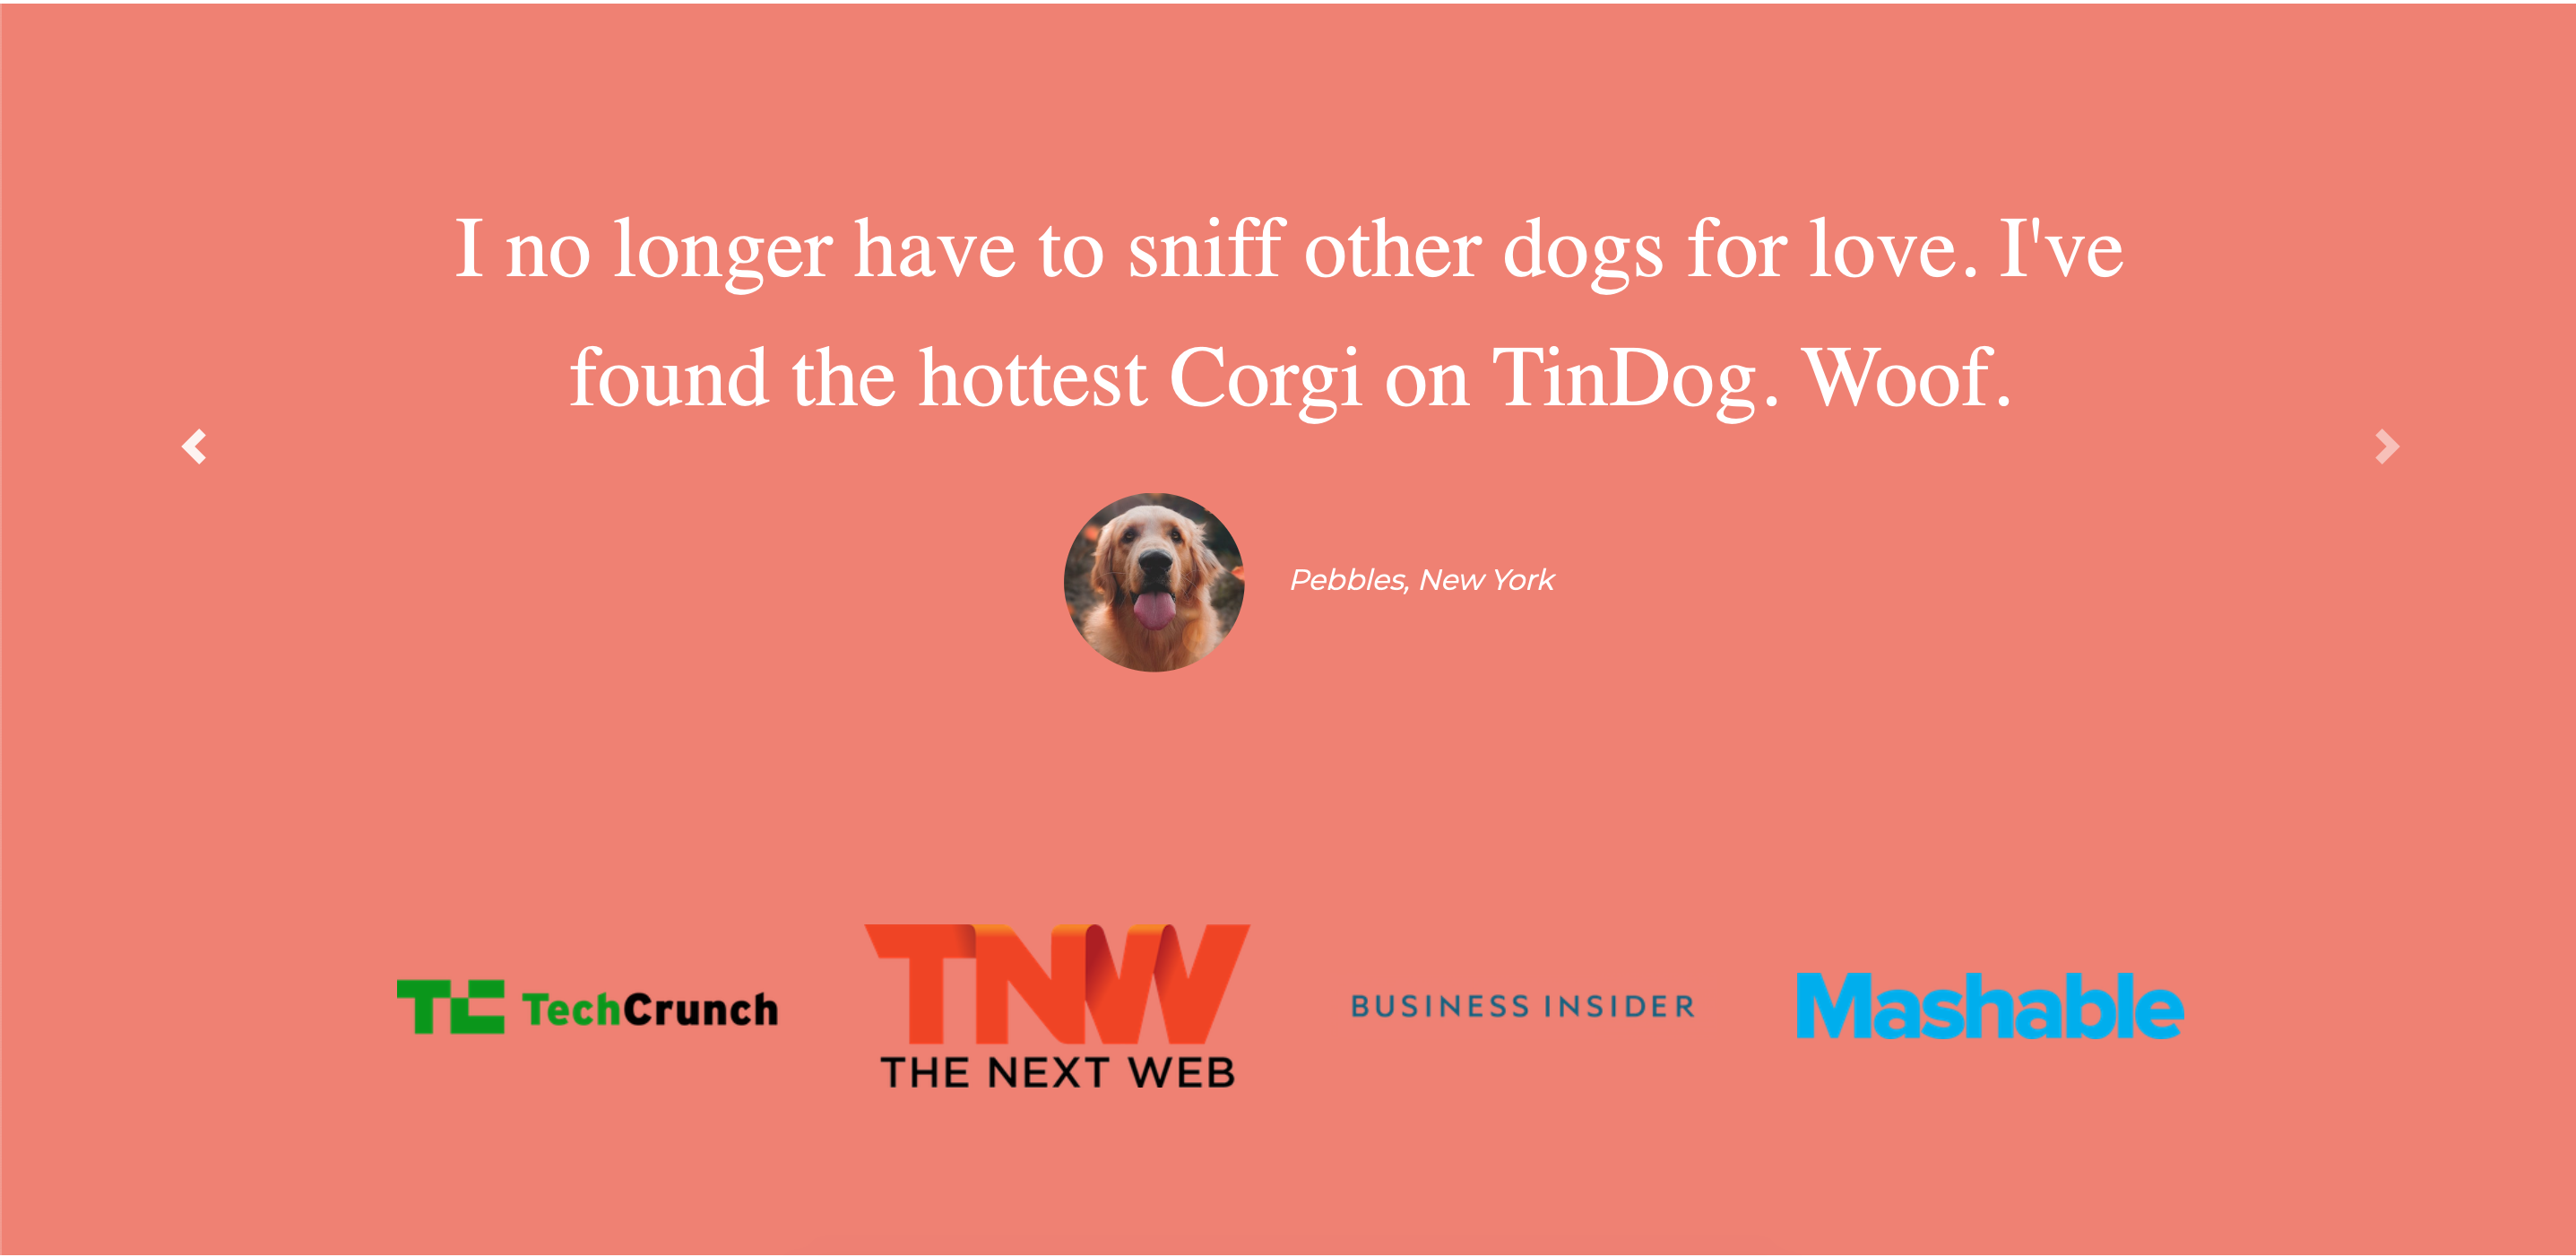 I no longer have to sniff other dogs for love. I've
found the hottest Corgi on TinDog. Woof.
Pebbles, New York
TC TechCrunch
TNW
THE NEXT WEB
BUSINESS INSIDER
Mashable